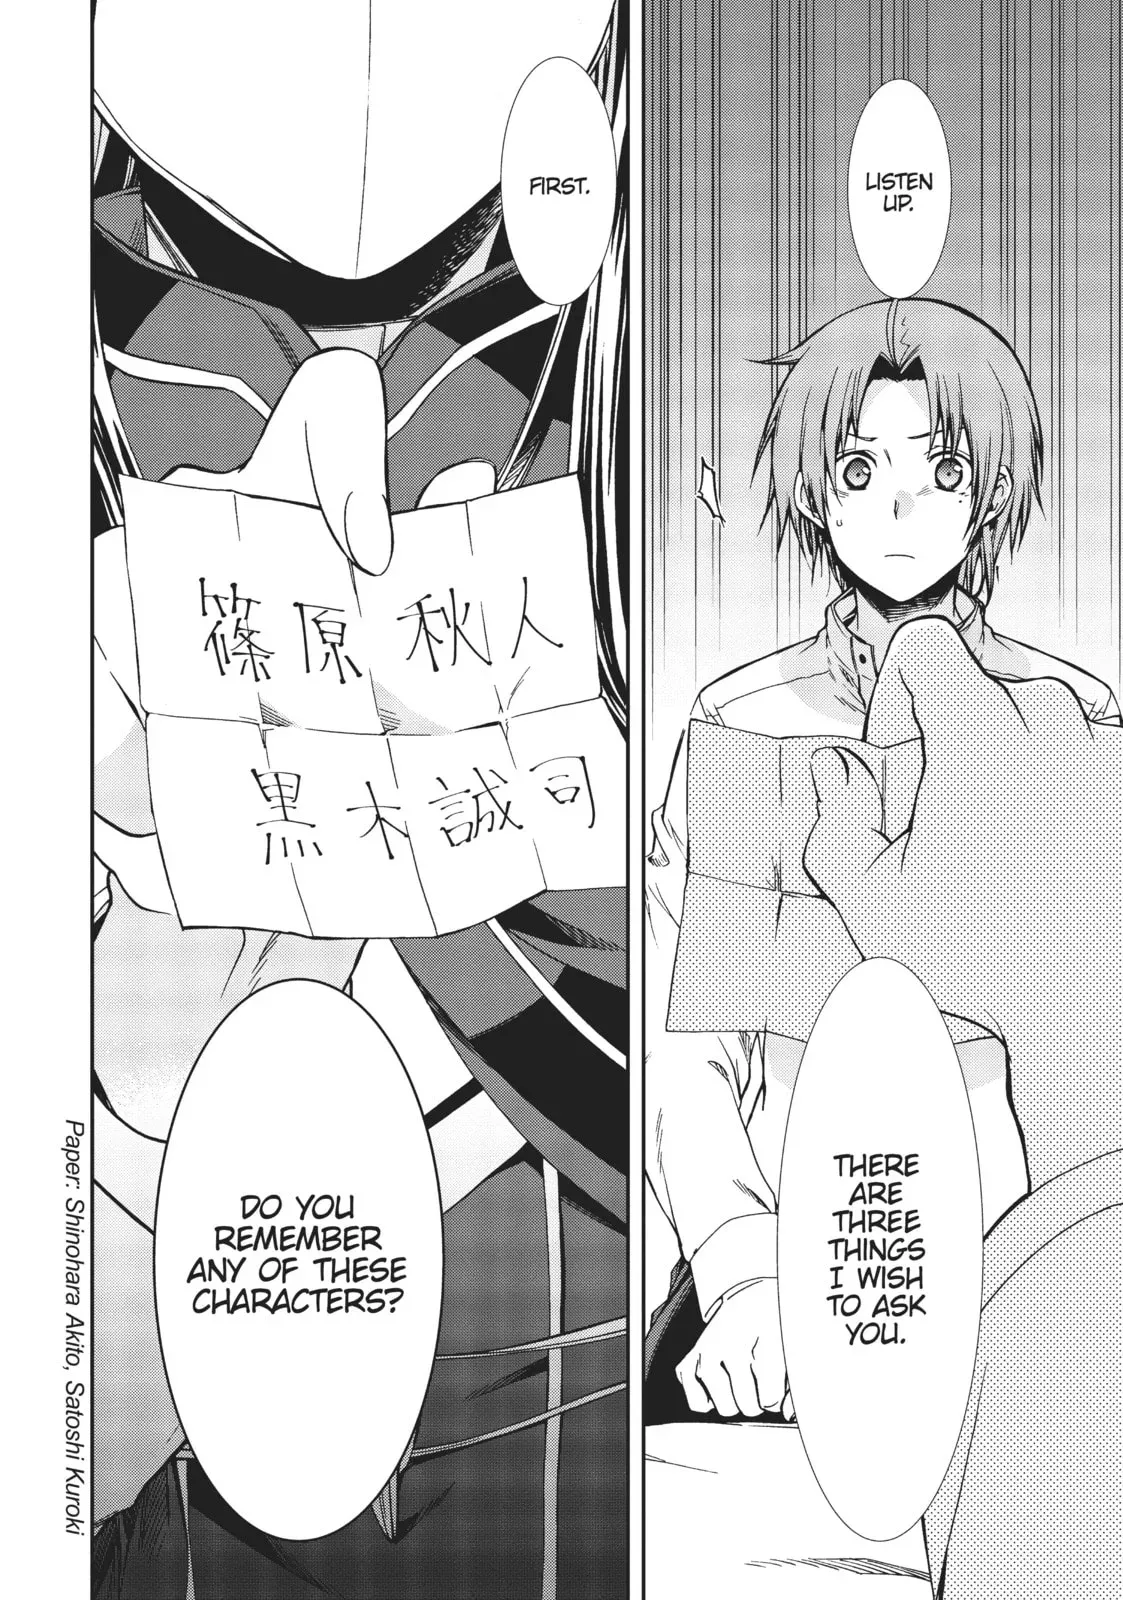 LISTEN
UP.
THERE
ARE
THREE
THINGS
I WISH
TO ASK
YOU.
FIRST.
篠原秋人
黒木誠司
DO YOU
REMEMBER
ANY OF THESE
CHARACTERS?
Paper: Shinohara Akito, Satoshi Kuroki